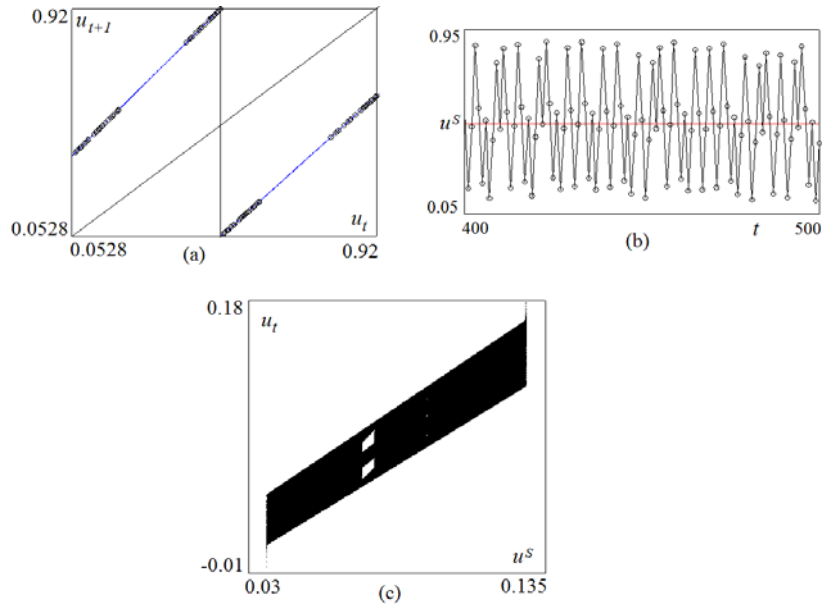 0.92
u_{t+1}
0.0528
u_t
0.0528
0.92
(a)
0.95
u^S
0.05
400
t
500
(b)
0.18
u_t
-0.01
u^S
0.03
0.135
(c)